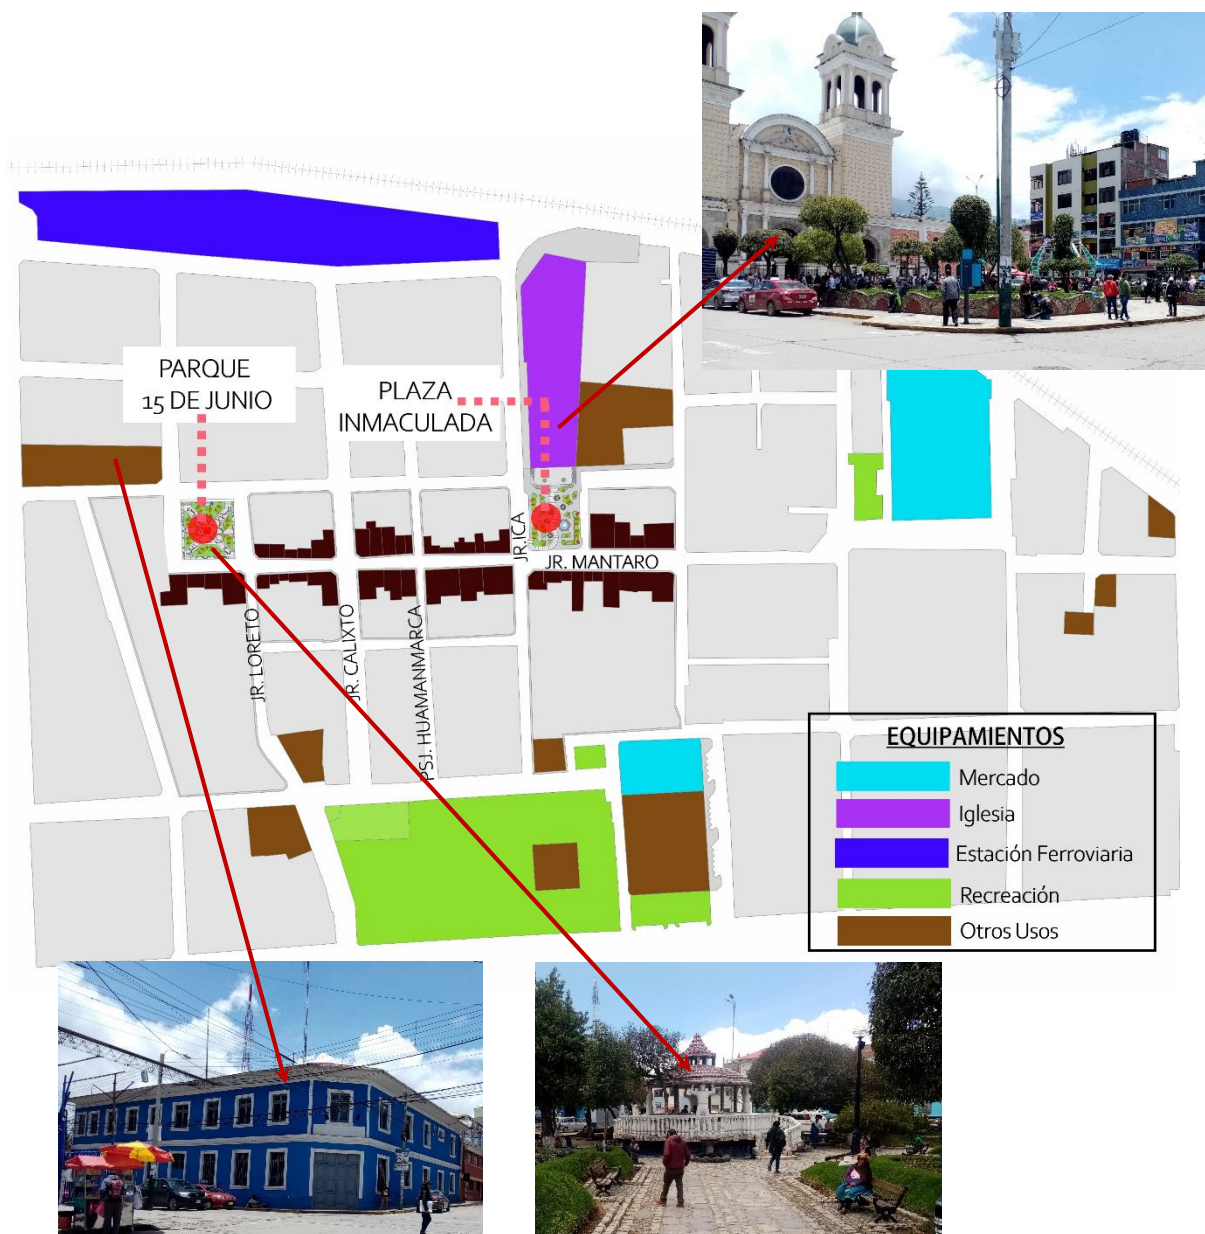 PARQUE
15 DE JUNIO
PLAZA
INMACULADA
JR. ICA
JR. MANTARO
JR. LORETO
JR. CALIXTO
PSJ. HUAMANMARCA
EQUIPAMIENTOS
Mercado
Iglesia
Estación Ferroviaria
Recreación
Otros Usos